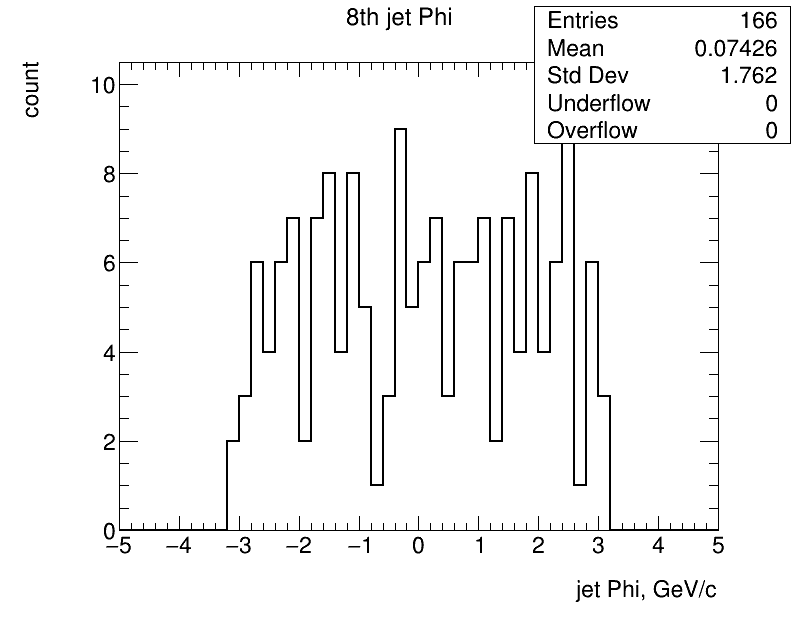 8th jet Phi
Entries 166
Mean 0.07426
Std Dev 1.762
Underflow 0
Overflow 0
count
10
8
6
4
2
0
−5 −4 −3 −2 −1 0 1 2 3 4 5
jet Phi, GeV/c